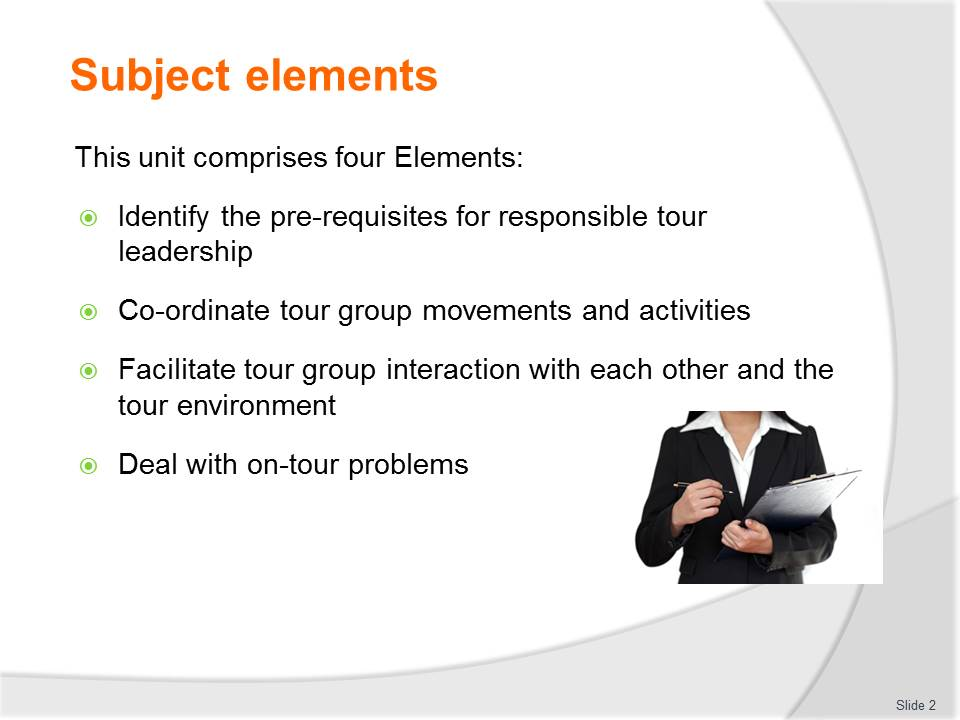 Subject elements
This unit comprises four Elements:
Identify the pre-requisites for responsible tour
leadership
Co-ordinate tour group movements and activities
Facilitate tour group interaction with each other and the
tour environment
Deal with on-tour problems
Slide 2